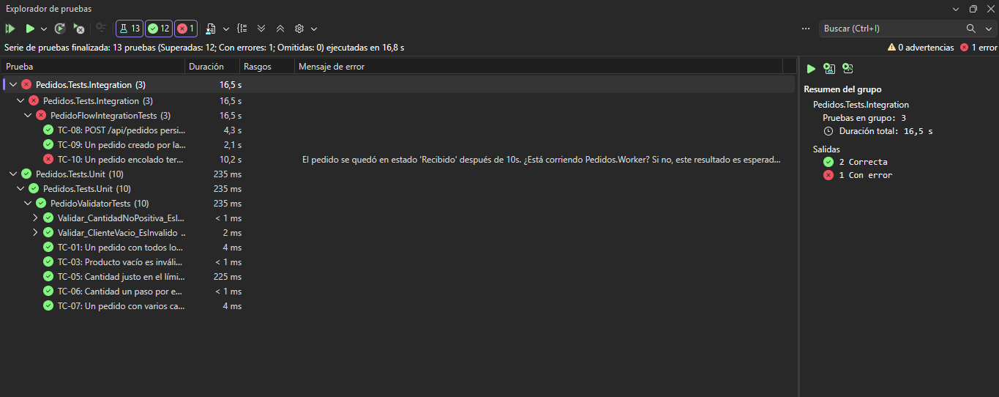 Explorador de pruebas
13 12 1
Buscar (Ctrl+I)
Serie de pruebas finalizada: 13 pruebas (Superadas: 12; Con errores: 1; Omitidas: 0) ejecutadas en 16,8 s
0 advertencias 1 error
Prueba Duración Rasgos Mensaje de error
Pedidos.Tests.Integration (3) 16,5 s
Pedidos.Tests.Integration (3) 16,5 s
PedidoFlowIntegrationTests (3) 16,5 s
TC-08: POST /api/pedidos persi... 4,3 s
TC-09: Un pedido creado por la... 2,1 s
TC-10: Un pedido encolado ter... 10,2 s El pedido se quedó en estado 'Recibido' después de 10s. ¿Está corriendo Pedidos.Worker? Si no, este resultado es esperad...
Pedidos.Tests.Unit (10) 235 ms
Pedidos.Tests.Unit (10) 235 ms
PedidoValidatorTests (10) 235 ms
Validar_CantidadNoPositiva_EsI... < 1 ms
Validar_ClienteVacio_EsInvalido .. 2 ms
TC-01: Un pedido con todos lo... 4 ms
TC-03: Producto vacío es inváli... < 1 ms
TC-05: Cantidad justo en el lími... 225 ms
TC-06: Cantidad un paso por e... < 1 ms
TC-07: Un pedido con varios ca... 4 ms
Resumen del grupo
Pedidos.Tests.Integration
Pruebas en grupo: 3
Duración total: 16,5 s
Salidas
2 Correcta
1 Con error